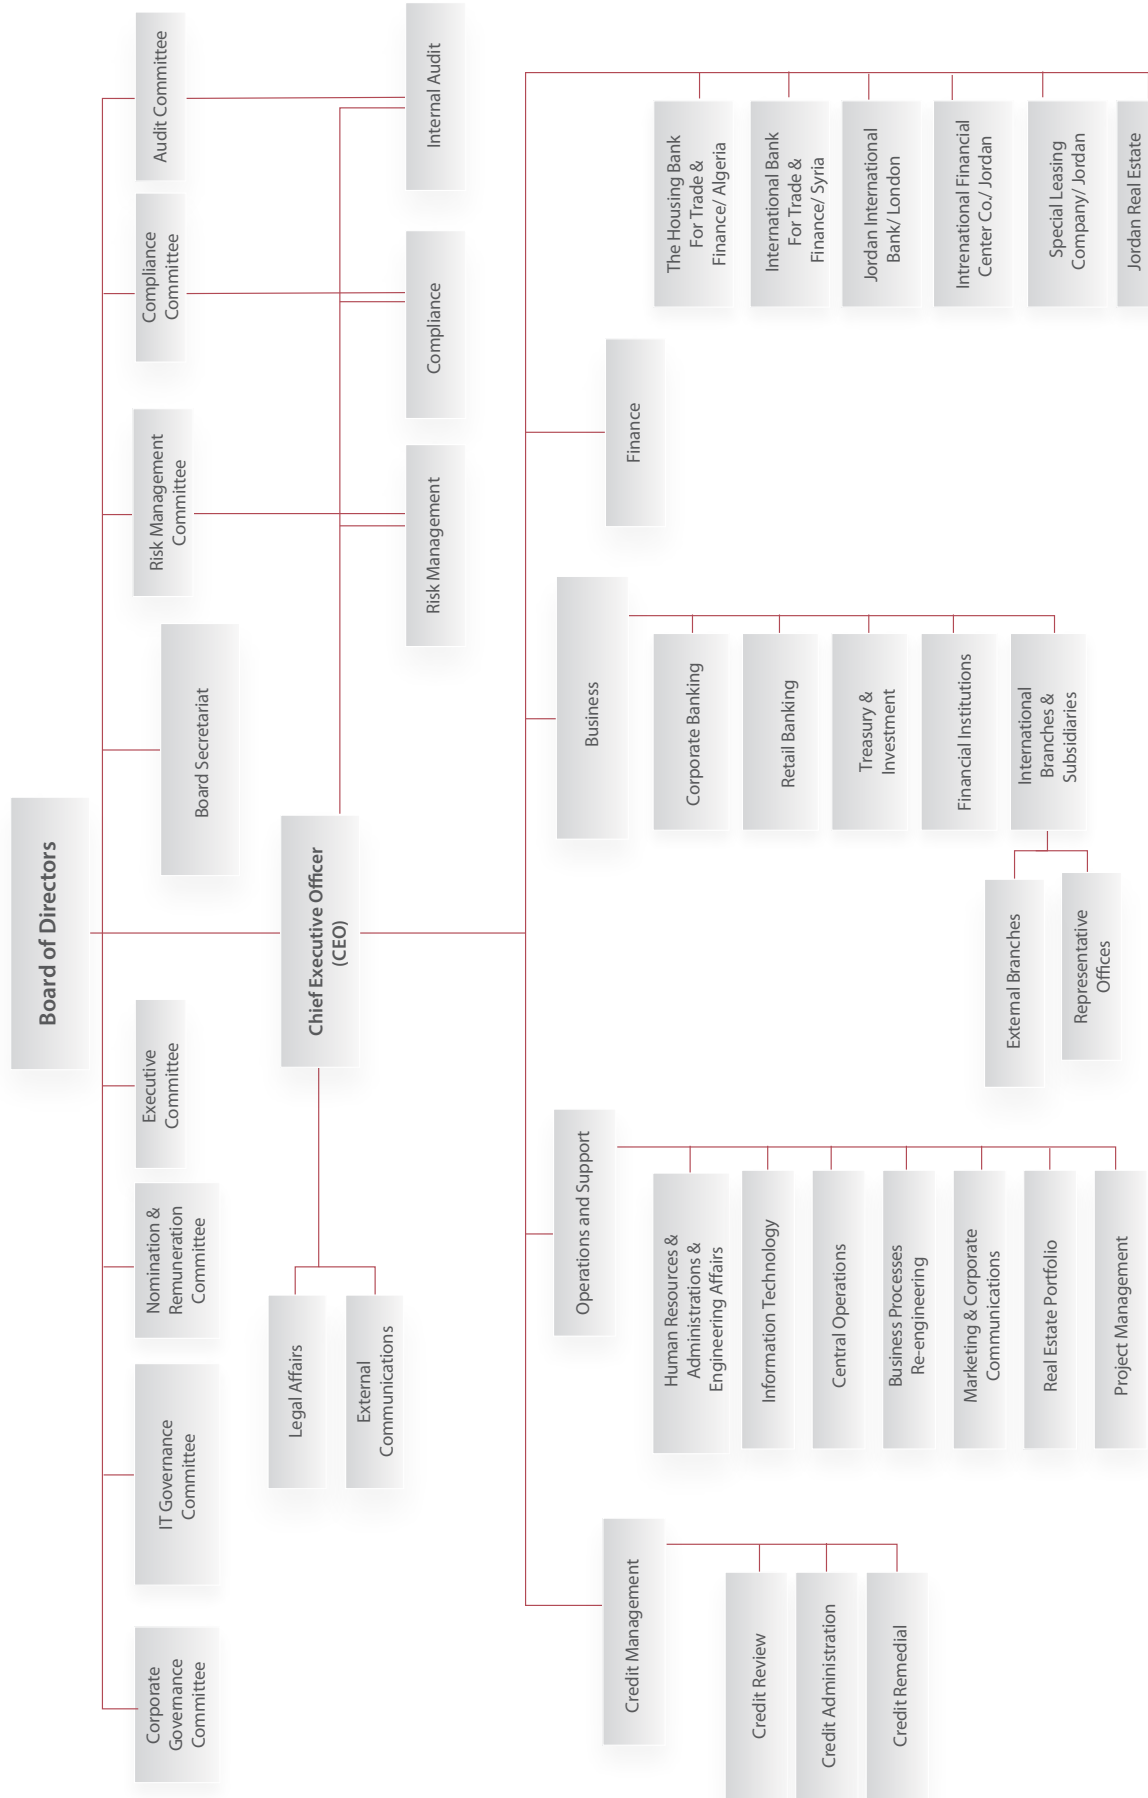 Board of Directors
Corporate
Governance
Committee
IT Governance
Committee
Nomination &
Remuneration
Committee
Executive
Committee
Board Secretariat
Risk Management
Committee
Compliance
Committee
Audit Committee
Chief Executive Officer
(CEO)
Legal Affairs
External
Communications
Risk Management
Compliance
Internal Audit
Credit Management
Credit Review
Credit Administration
Credit Remedial
Operations and Support
Human Resources &
Administrations &
Engineering Affairs
Information Technology
Central Operations
Business Processes
Re-engineering
Marketing & Corporate
Communications
Real Estate Portfolio
Project Management
Business
Corporate Banking
Retail Banking
Treasury &
Investment
Financial Institutions
International
Branches &
Subsidiaries
External Branches
Representative
Offices
Finance
The Housing Bank
For Trade &
Finance/ Algeria
International Bank
For Trade &
Finance/ Syria
Jordan International
Bank/ London
Intrenational Financial
Center Co./ Jordan
Special Leasing
Company/ Jordan
Jordan Real Estate